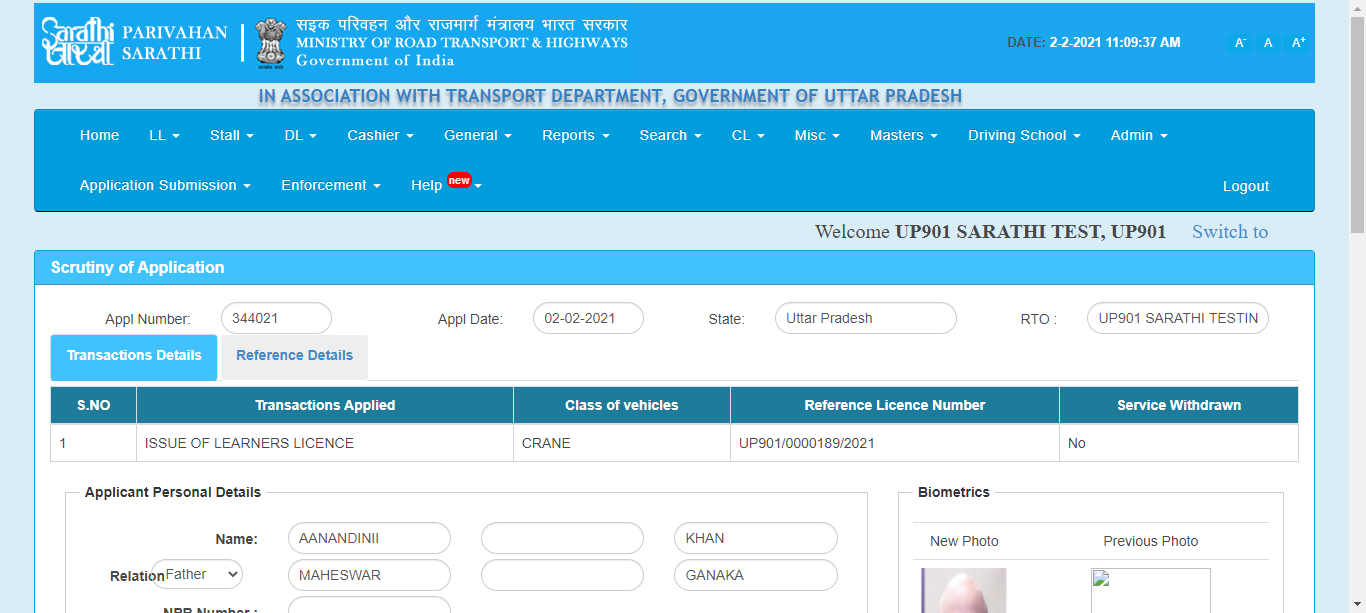 Sarathi
सारथी
PARIVAHAN
SARATHI
सड़क परिवहन और राजमार्ग मंत्रालय भारत सरकार
MINISTRY OF ROAD TRANSPORT & HIGHWAYS
Government of India
DATE: 2-2-2021 11:09:37 AM
A- A A+
IN ASSOCIATION WITH TRANSPORT DEPARTMENT, GOVERNMENT OF UTTAR PRADESH
Home LL Stall DL Cashier General Reports Search CL Misc Masters Driving School Admin
Application Submission Enforcement Help new Logout
Welcome UP901 SARATHI TEST, UP901 Switch to
Scrutiny of Application
Appl Number: 344021 Appl Date: 02-02-2021 State: Uttar Pradesh RTO : UP901 SARATHI TESTIN
Transactions Details Reference Details
S.NO Transactions Applied Class of vehicles Reference Licence Number Service Withdrawn
1 ISSUE OF LEARNERS LICENCE CRANE UP901/0000189/2021 No
Applicant Personal Details Biometrics
Name: AANANDINII KHAN New Photo Previous Photo
Relation Father MAHESWAR GANAKA
NPR Number :